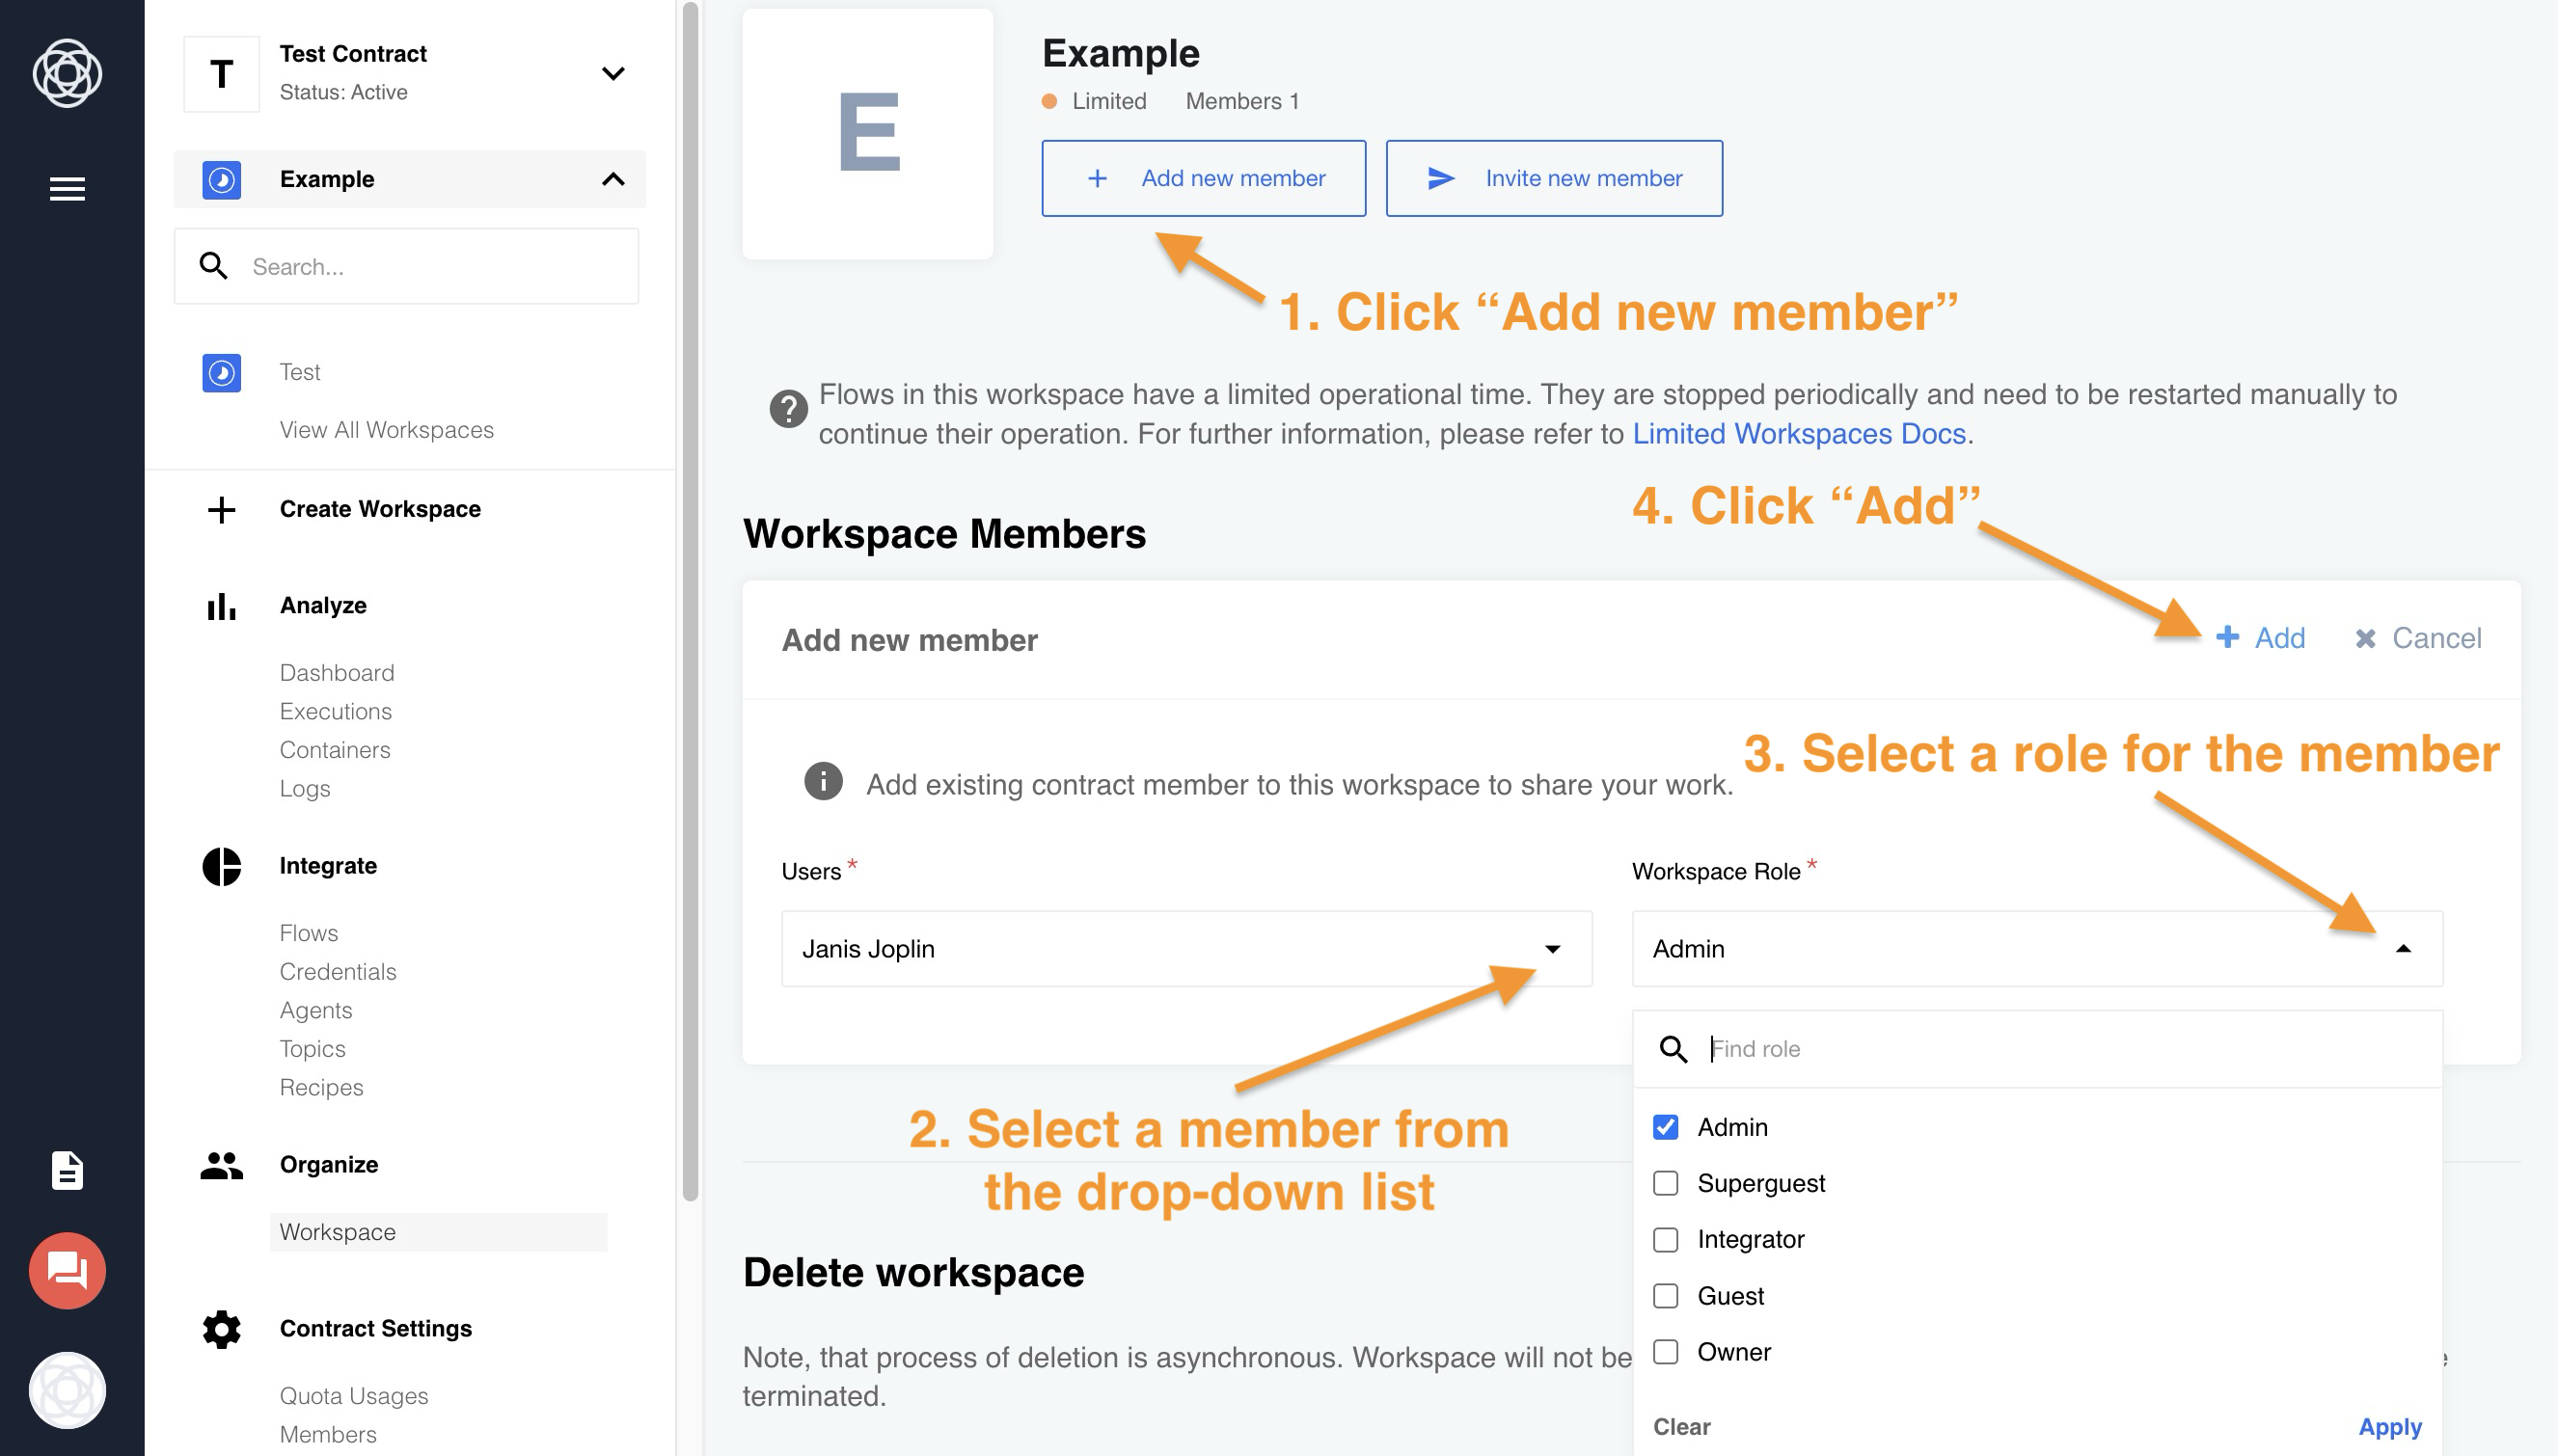 T
Test Contract
Status: Active
Example
Search...
Test
View All Workspaces
Create Workspace
Analyze
Dashboard
Executions
Containers
Logs
Integrate
Flows
Credentials
Agents
Topics
Recipes
Organize
Workspace
Contract Settings
Quota Usages
Members
E
Example
Limited Members 1
Add new member
Invite new member
1. Click “Add new member”
Flows in this workspace have a limited operational time. They are stopped periodically and need to be restarted manually to
continue their operation. For further information, please refer to Limited Workspaces Docs.
4. Click “Add”
Workspace Members
Add new member
Add
Cancel
3. Select a role for the member
Add existing contract member to this workspace to share your work.
Users *
Janis Joplin
Workspace Role *
Admin
Find role
Admin
Superguest
Integrator
Guest
Owner
Clear
Apply
2. Select a member from
the drop-down list
Delete workspace
Note, that process of deletion is asynchronous. Workspace will not be
terminated.